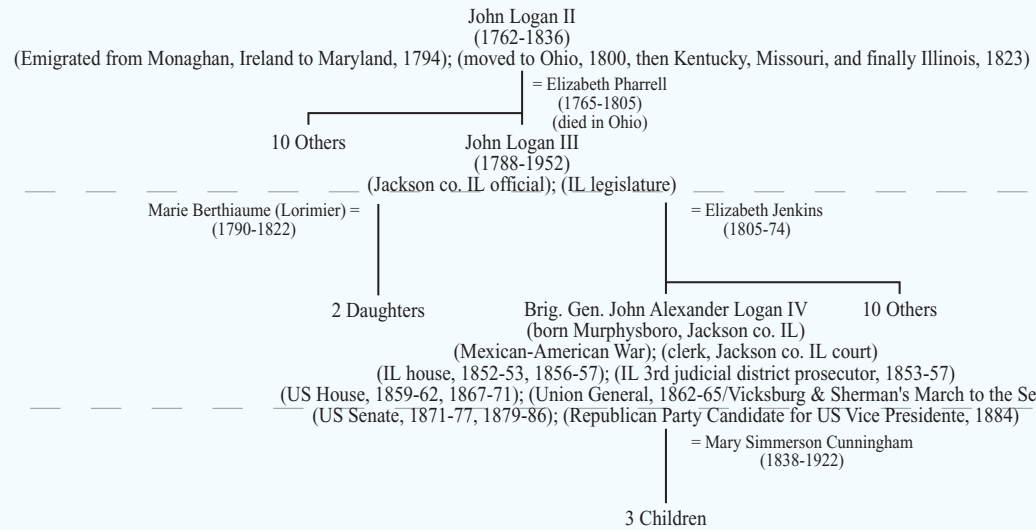 John Logan II
(1762-1836)
(Emigrated from Monaghan, Ireland to Maryland, 1794); (moved to Ohio, 1800, then Kentucky, Missouri, and finally Illinois, 1823)
= Elizabeth Pharrell
(1765-1805)
(died in Ohio)
10 Others
John Logan III
(1788-1952)
(Jackson co. IL official); (IL legislature)
Marie Berthiaume (Lorimier) =
(1790-1822)
= Elizabeth Jenkins
(1805-74)
2 Daughters
Brig. Gen. John Alexander Logan IV
10 Others
(born Murphysboro, Jackson co. IL)
(Mexican-American War); (clerk, Jackson co. IL court)
(IL house, 1852-53, 1856-57); (IL 3rd judicial district prosecutor, 1853-57)
(US House, 1859-62, 1867-71); (Union General, 1862-65/Vicksburg & Sherman's March to the Se
(US Senate, 1871-77, 1879-86); (Republican Party Candidate for US Vice Presidente, 1884)
= Mary Simmerson Cunningham
(1838-1922)
3 Children